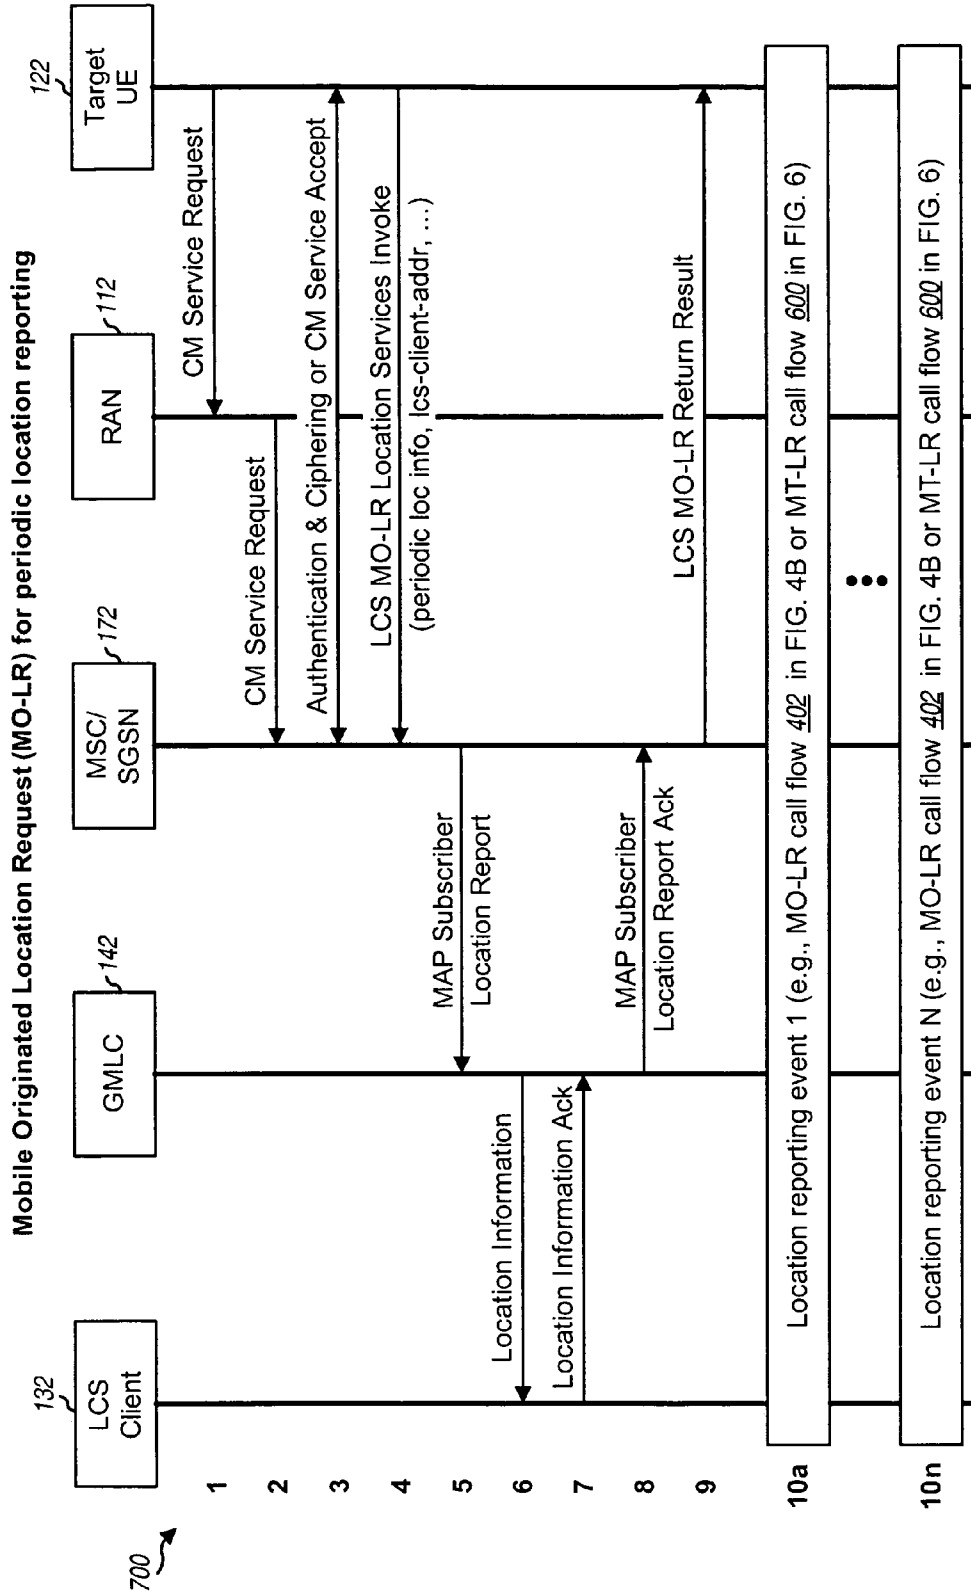 Mobile Originated Location Request (MO-LR) for periodic location reporting
700
132
LCS
Client
142
GMLC
172
MSC/
SGSN
112
RAN
122
Target
UE
1
CM Service Request
2
CM Service Request
3
Authentication & Ciphering or CM Service Accept
4
LCS MO-LR Location Services Invoke
(periodic loc info, lcs-client-addr, ...)
5
MAP Subscriber
Location Report
6
Location Information
7
Location Information Ack
8
MAP Subscriber
Location Report Ack
9
LCS MO-LR Return Result
10a
Location reporting event 1 (e.g., MO-LR call flow 402 in FIG. 4B or MT-LR call flow 600 in FIG. 6)
10n
Location reporting event N (e.g., MO-LR call flow 402 in FIG. 4B or MT-LR call flow 600 in FIG. 6)